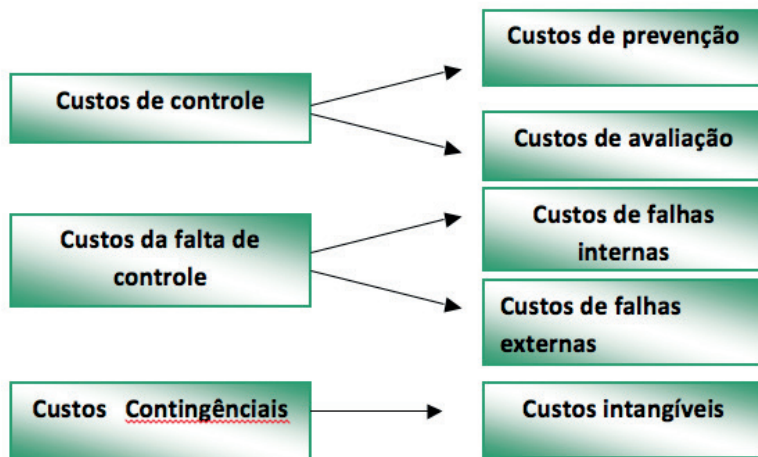 Custos de controle
Custos de prevenção
Custos de avaliação
Custos da falta de
controle
Custos de falhas
internas
Custos de falhas
externas
Custos Contingênciais
Custos intangíveis